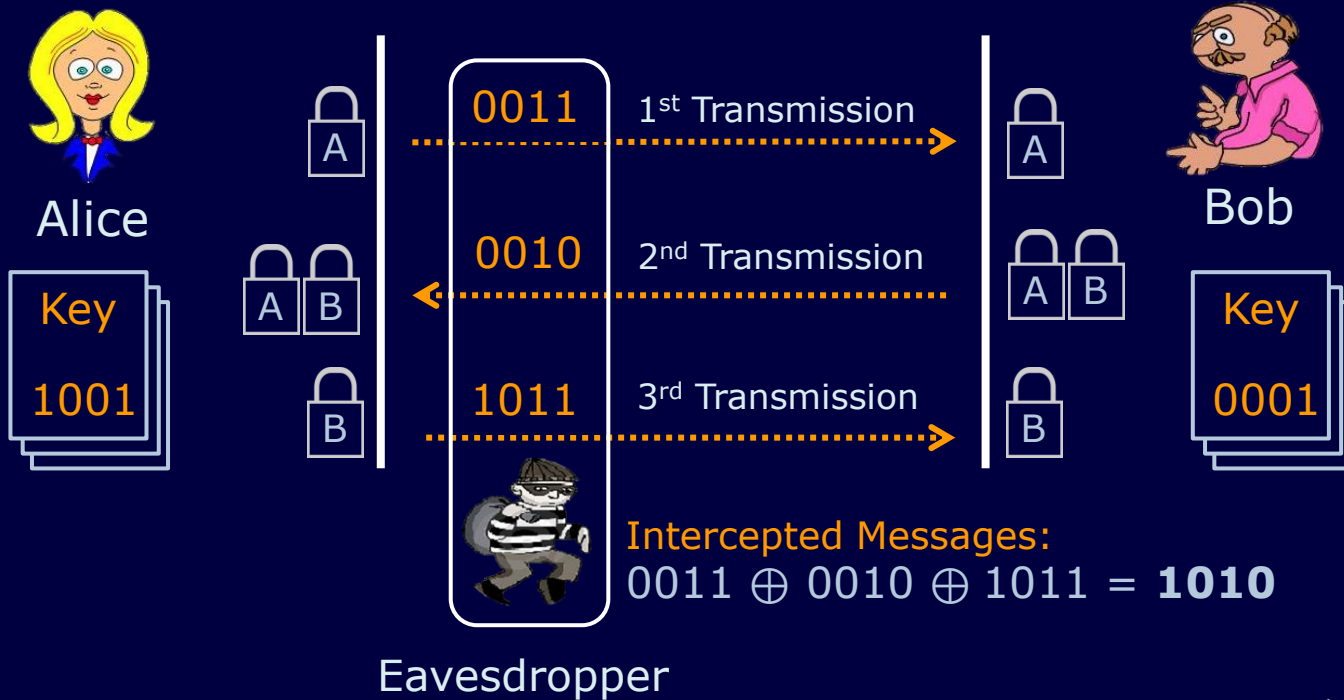 0011 1st Transmission
A A
Alice
Bob
0010 2nd Transmission
A B A B
Key
1001
Key
0001
1011 3rd Transmission
B B
Intercepted Messages:
0011 ⊕ 0010 ⊕ 1011 = 1010
Eavesdropper